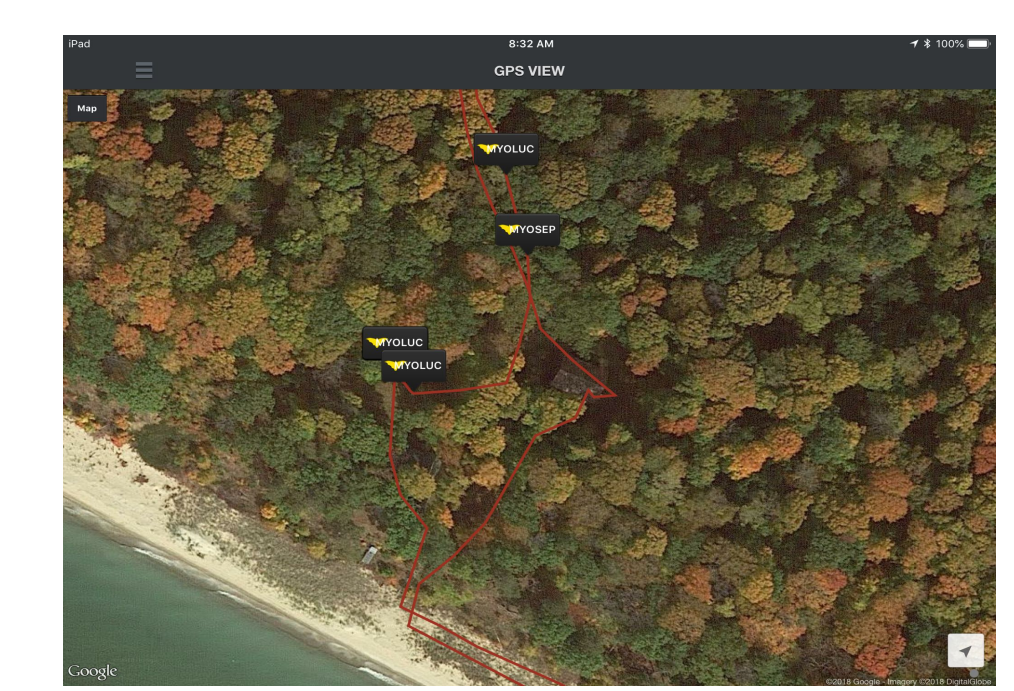 iPad 8:32 AM 100%
GPS VIEW
Map
MYOLUC
MYOSEP
MYOLUC
MYOLUC
Google
©2018 Google - Imagery ©2018 DigitalGlobe